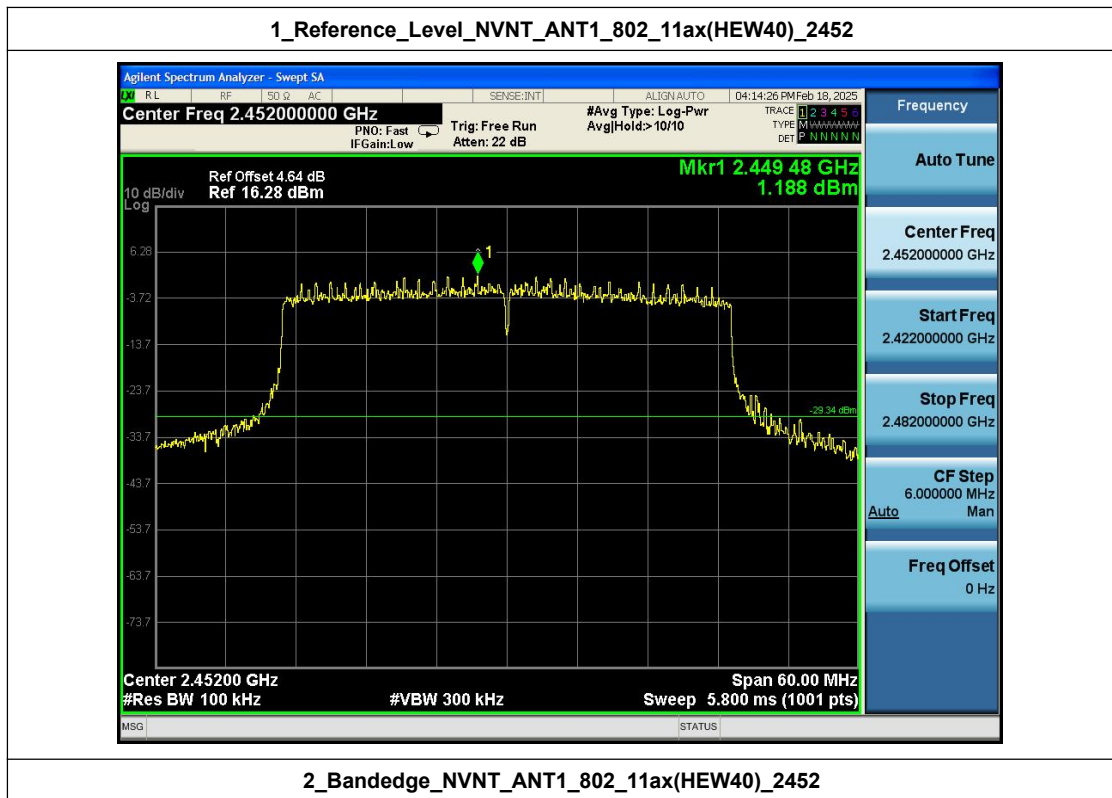 1_Reference_Level_NVNT_ANT1_802_11ax(HEW40)_2452
Agilent Spectrum Analyzer - Swept SA
LXI RL RF 50 Ω AC SENSE:INT ALIGN AUTO 04:14:26 PM Feb 18, 2025
Center Freq 2.452000000 GHz
PNO: Fast
IFGain:Low
Trig: Free Run
Atten: 22 dB
#Avg Type: Log-Pwr
Avg|Hold:> 10/10
TRACE 1 2 3 4 5 6
TYPE M WWWWW
DET P N N N N N
Frequency
Mkr1 2.449 48 GHz
1.188 dBm
Ref Offset 4.64 dB
10 dB/div Ref 16.28 dBm
Log
6.28
1
-3.72
-13.7
-23.7
-29.34 dBm
-33.7
-43.7
-53.7
-63.7
-73.7
Center 2.45200 GHz Span 60.00 MHz
#Res BW 100 kHz #VBW 300 kHz Sweep 5.800 ms (1001 pts)
MSG STATUS
Auto Tune
Center Freq
2.452000000 GHz
Start Freq
2.422000000 GHz
Stop Freq
2.482000000 GHz
CF Step
6.000000 MHz
Auto Man
Freq Offset
0 Hz
2_Bandedge_NVNT_ANT1_802_11ax(HEW40)_2452